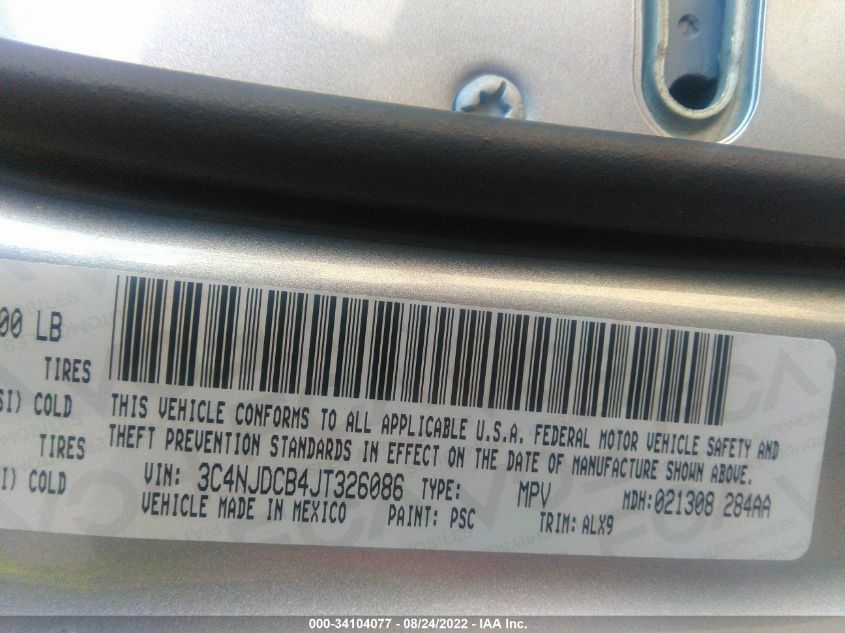 00 LB
TIRES
SI) COLD
TIRES
I) COLD
THIS VEHICLE CONFORMS TO ALL APPLICABLE U.S.A. FEDERAL MOTOR VEHICLE SAFETY AND
THEFT PREVENTION STANDARDS IN EFFECT ON THE DATE OF MANUFACTURE SHOWN ABOVE.
VIN: 3C4NJDCB4JT326086 TYPE: MPV MDH:021308 284AA
VEHICLE MADE IN MEXICO PAINT: PSC TRIM: ALX9
000-34104077 - 08/24/2022 - IAA Inc.